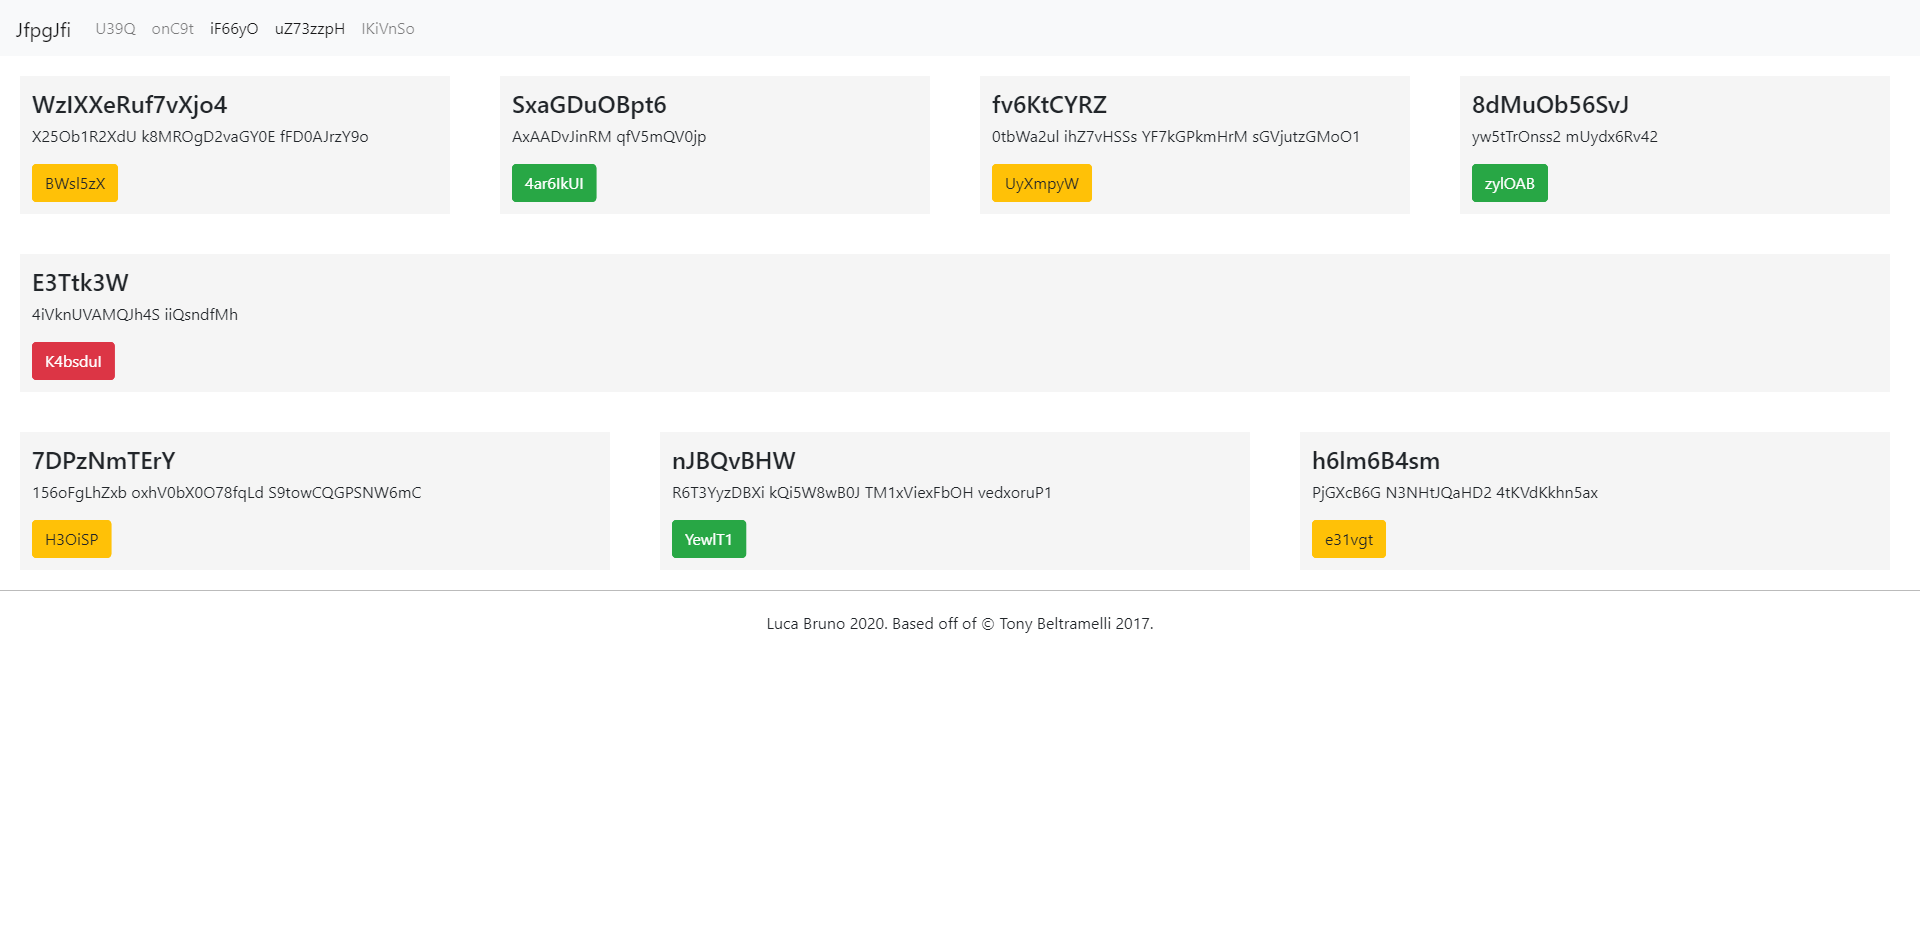 JfpgJfi U39Q onC9t iF66yO uZ73zzpH IKiVnSo
WzIXXeRuf7vXjo4
X25Ob1R2XdU k8MROgD2vaGY0E fFD0AJrzY9o
BWsl5zX
SxaGDuOBpt6
AxAADvJinRM qfV5mQV0jp
4ar6IkUI
fv6KtCYRZ
0tbWa2ul ihZ7vHSSs YF7kGPkmHrM sGVjutzGMoO1
UyXmpyW
8dMuOb56SvJ
yw5tTrOnss2 mUydx6Rv42
zylOAB
E3Ttk3W
4iVknUVAMQJh4S iiQsndfMh
K4bsduI
7DPzNmTErY
156oFgLhZxb oxhV0bX0O78fqLd S9towCQGPSNW6mC
H3OiSP
nJBQvBHW
R6T3YyzDBXi kQi5W8wB0J TM1xViexFbOH vedxoruP1
YewlT1
h6lm6B4sm
PjGXcB6G N3NHtJQaHD2 4tKVdKkhn5ax
e31vgt
Luca Bruno 2020. Based off of © Tony Beltramelli 2017.